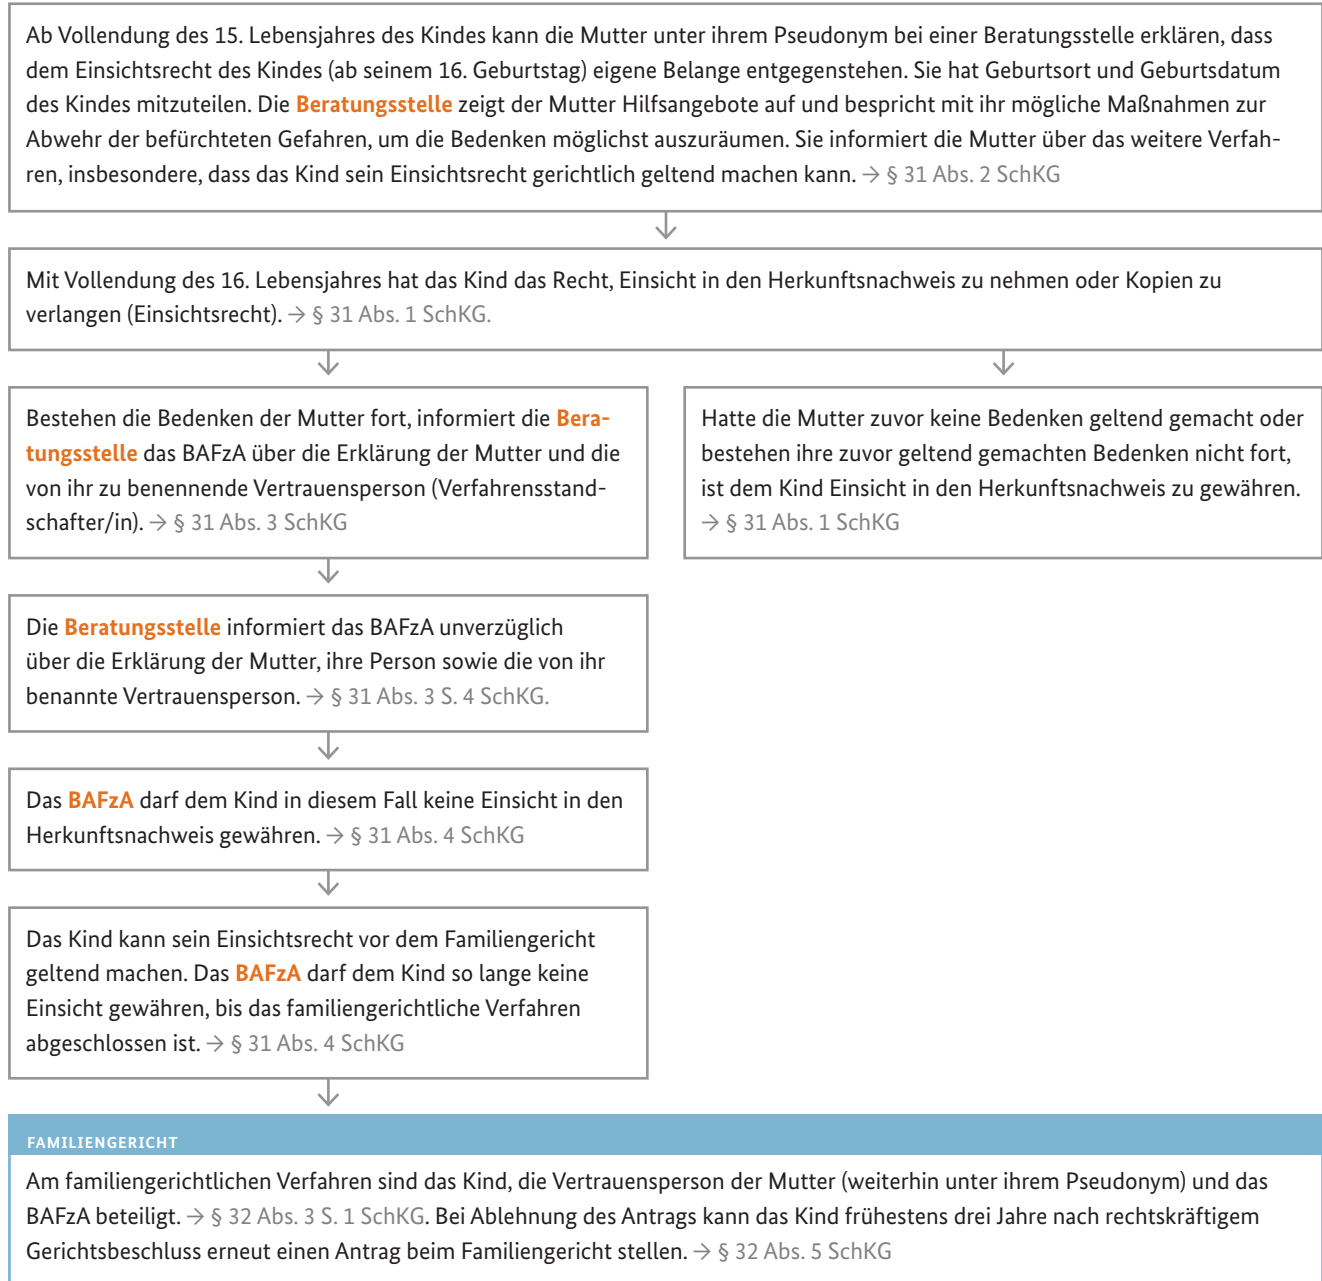 Ab Vollendung des 15. Lebensjahres des Kindes kann die Mutter unter ihrem Pseudonym bei einer Beratungsstelle erklären, dass
dem Einsichtsrecht des Kindes (ab seinem 16. Geburtstag) eigene Belange entgegenstehen. Sie hat Geburtsort und Geburtsdatum
des Kindes mitzuteilen. Die Beratungsstelle zeigt der Mutter Hilfsangebote auf und bespricht mit ihr mögliche Maßnahmen zur
Abwehr der befürchteten Gefahren, um die Bedenken möglichst auszuräumen. Sie informiert die Mutter über das weitere Verfah-
ren, insbesondere, dass das Kind sein Einsichtsrecht gerichtlich geltend machen kann. → § 31 Abs. 2 SchKG
Mit Vollendung des 16. Lebensjahres hat das Kind das Recht, Einsicht in den Herkunftsnachweis zu nehmen oder Kopien zu
verlangen (Einsichtsrecht). → § 31 Abs. 1 SchKG.
Bestehen die Bedenken der Mutter fort, informiert die Bera-
tungsstelle das BAFzA über die Erklärung der Mutter und die
von ihr zu benennende Vertrauensperson (Verfahrensstand-
schafter/in). → § 31 Abs. 3 SchKG
Hatte die Mutter zuvor keine Bedenken geltend gemacht oder
bestehen ihre zuvor geltend gemachten Bedenken nicht fort,
ist dem Kind Einsicht in den Herkunftsnachweis zu gewähren.
→ § 31 Abs. 1 SchKG
Die Beratungsstelle informiert das BAFzA unverzüglich
über die Erklärung der Mutter, ihre Person sowie die von ihr
benannte Vertrauensperson. → § 31 Abs. 3 S. 4 SchKG.
Das BAFzA darf dem Kind in diesem Fall keine Einsicht in den
Herkunftsnachweis gewähren. → § 31 Abs. 4 SchKG
Das Kind kann sein Einsichtsrecht vor dem Familiengericht
geltend machen. Das BAFzA darf dem Kind so lange keine
Einsicht gewähren, bis das familiengerichtliche Verfahren
abgeschlossen ist. → § 31 Abs. 4 SchKG
FAMILIENGERICHT
Am familiengerichtlichen Verfahren sind das Kind, die Vertrauensperson der Mutter (weiterhin unter ihrem Pseudonym) und das
BAFzA beteiligt. → § 32 Abs. 3 S. 1 SchKG. Bei Ablehnung des Antrags kann das Kind frühestens drei Jahre nach rechtskräftigem
Gerichtsbeschluss erneut einen Antrag beim Familiengericht stellen. → § 32 Abs. 5 SchKG